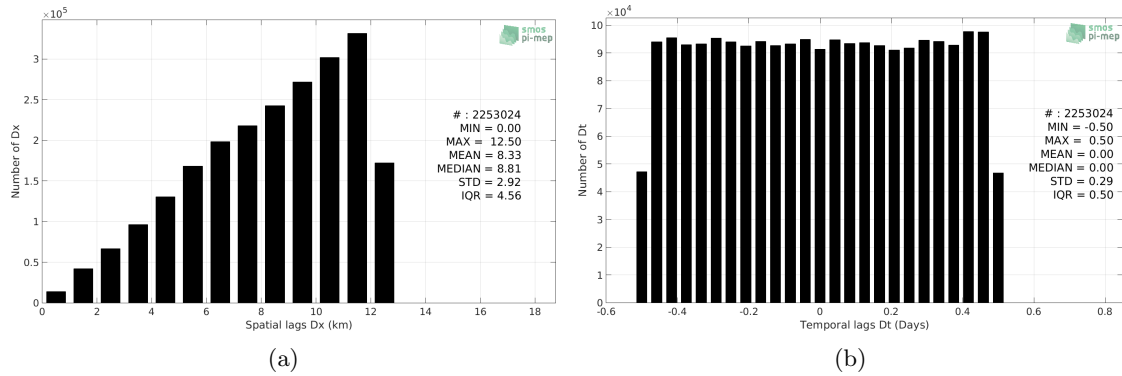 ×10⁵
3
2.5
2
1.5
1
0.5
0
0 2 4 6 8 10 12 14 16 18
Number of Dx
Spatial lags Dx (km)
smos
pi-mep
# : 2253024
MIN = 0.00
MAX = 12.50
MEAN = 8.33
MEDIAN = 8.81
STD = 2.92
IQR = 4.56
(a)
×10⁴
10
9
8
7
6
5
4
3
2
1
0
-0.6 -0.4 -0.2 0 0.2 0.4 0.6 0.8
Number of Dt
Temporal lags Dt (Days)
smos
pi-mep
# : 2253024
MIN = -0.50
MAX = 0.50
MEAN = 0.00
MEDIAN = 0.00
STD = 0.29
IQR = 0.50
(b)